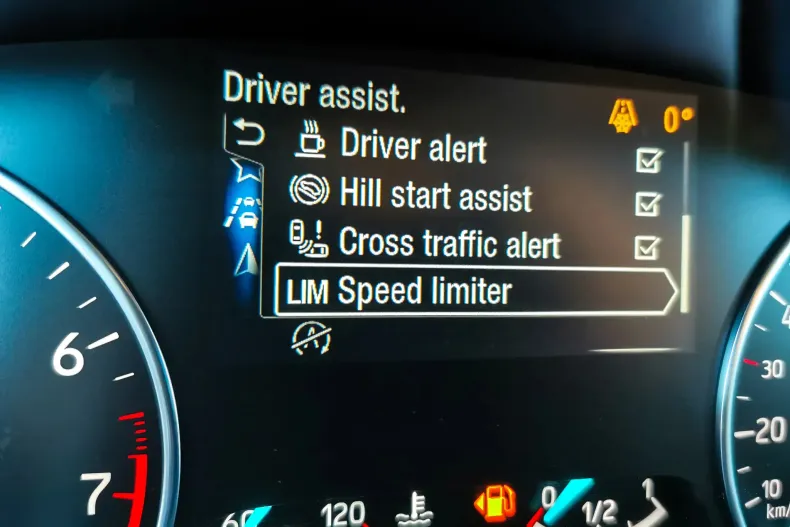 Driver assist.
0°
Driver alert
Hill start assist
Cross traffic alert
LIM Speed limiter
A
6
7
30
20
10
km/
60
120
0
1/2
1